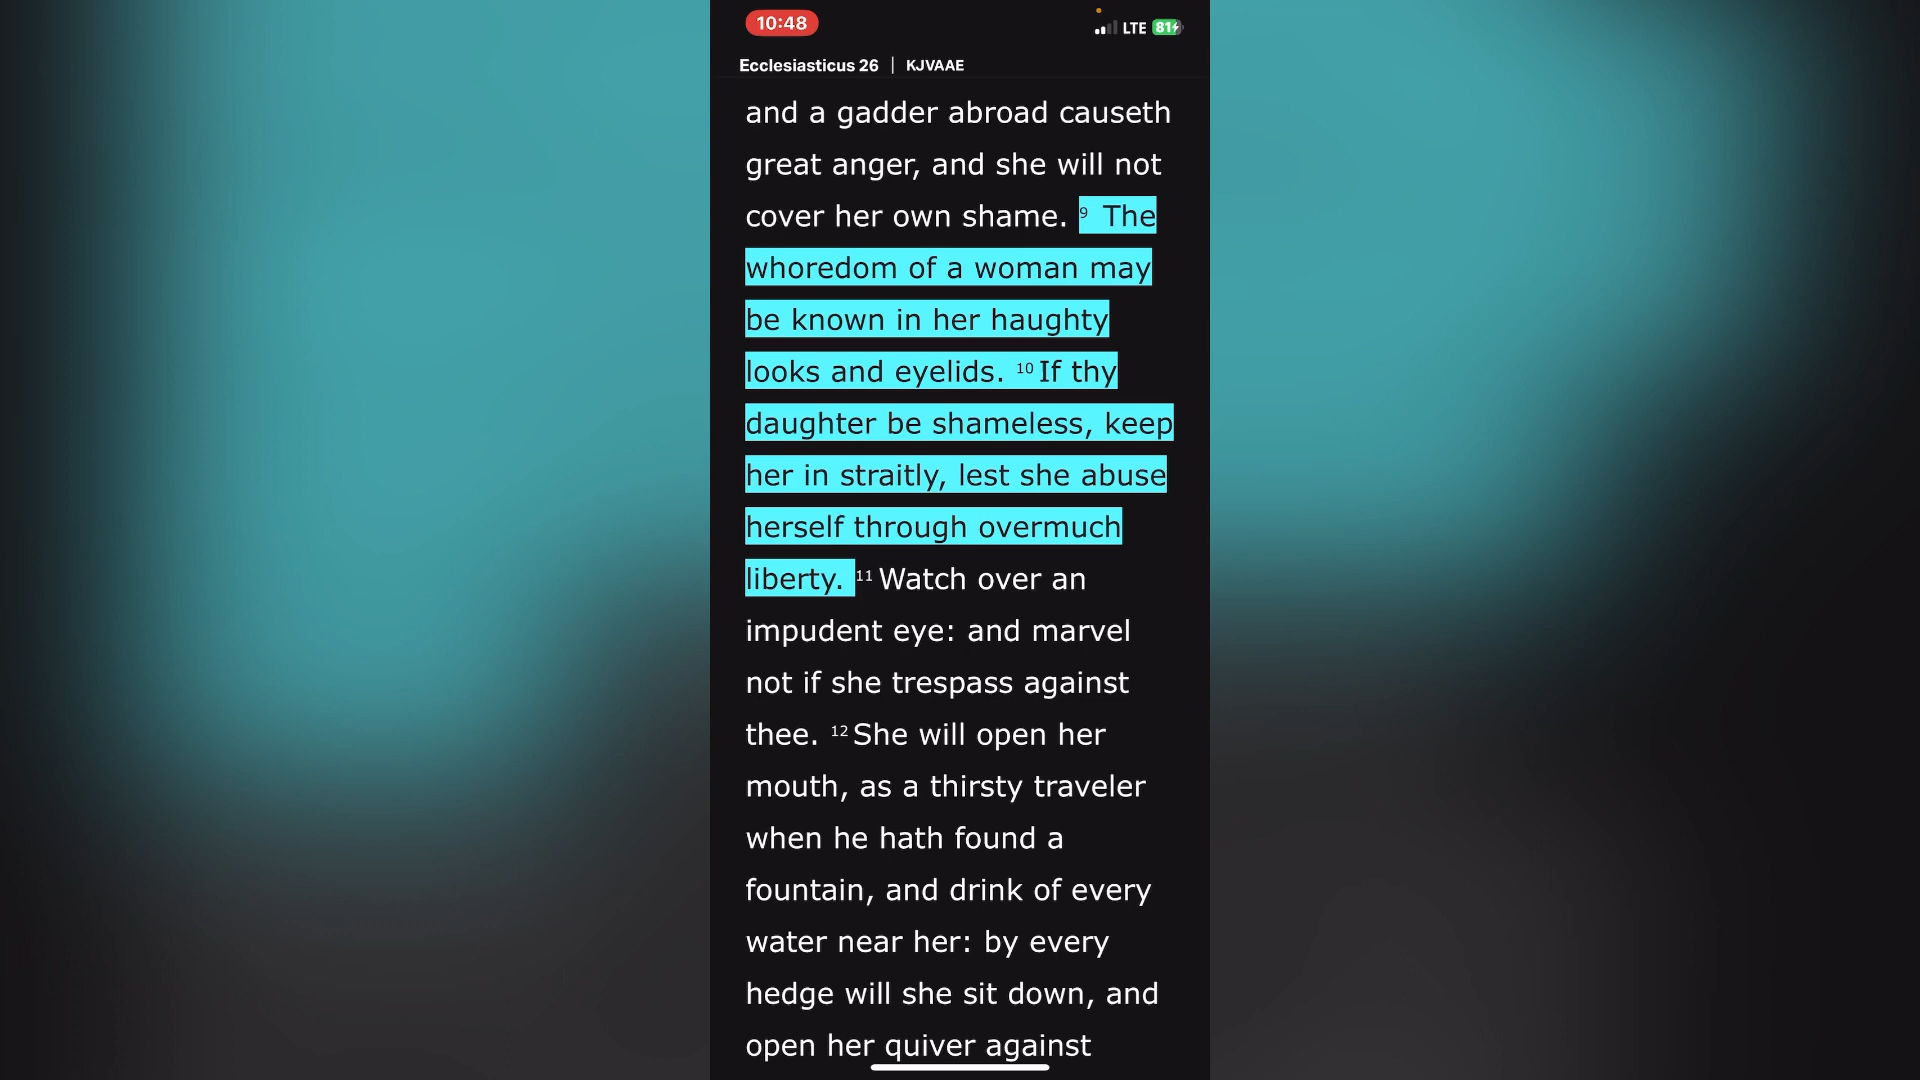 10:48 LTE 81
Ecclesiasticus 26 | KJVAAE
and a gadder abroad causeth
great anger, and she will not
cover her own shame. 9 The
whoredom of a woman may
be known in her haughty
looks and eyelids. 10 If thy
daughter be shameless, keep
her in straitly, lest she abuse
herself through overmuch
liberty. 11 Watch over an
impudent eye: and marvel
not if she trespass against
thee. 12 She will open her
mouth, as a thirsty traveler
when he hath found a
fountain, and drink of every
water near her: by every
hedge will she sit down, and
open her quiver against